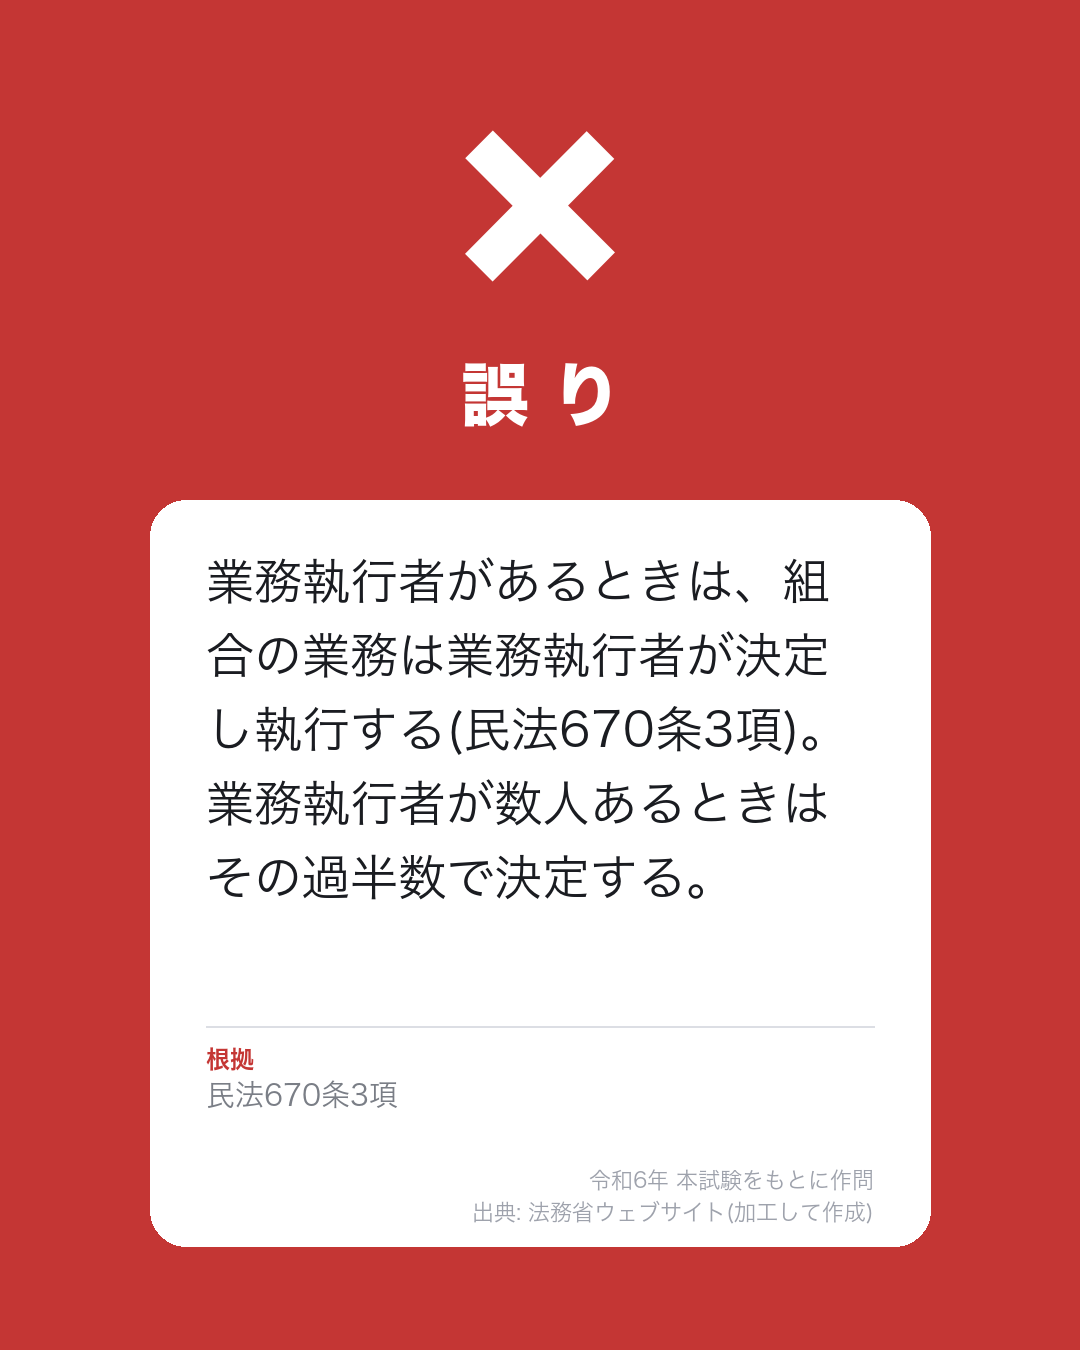 誤り
業務執行者があるときは、組
合の業務は業務執行者が決定
し執行する(民法670条3項)。
業務執行者が数人あるときは
その過半数で決定する。
根拠
民法670条3項
令和6年 本試験をもとに作問
出典: 法務省ウェブサイト(加工して作成)